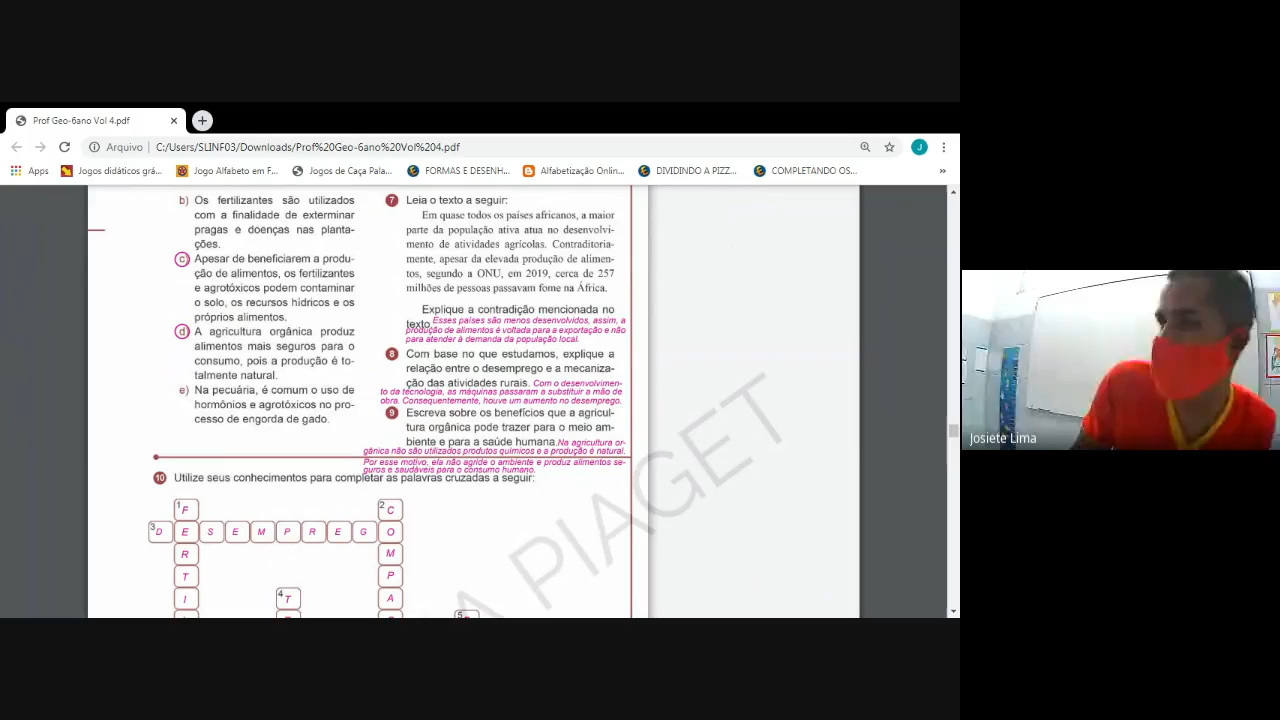 Prof Geo-6ano Vol 4.pdf
Arquivo
C:/Users/SLINF03/Downloads/Prof%20Geo-6ano%20Vol%204.pdf
J
Apps
Jogos didáticos grá...
Jogo Alfabeto em F...
Jogos de Caça Pala...
FORMAS E DESENH...
Alfabetização Onlin...
DIVIDINDO A PIZZ...
COMPLETANDO OS...
»
b) Os fertilizantes são utilizados
com a finalidade de exterminar
pragas e doenças nas planta-
ções.
c) Apesar de beneficiarem a produ-
ção de alimentos, os fertilizantes
e agrotóxicos podem contaminar
o solo, os recursos hídricos e os
próprios alimentos.
d) A agricultura orgânica produz
alimentos mais seguros para o
consumo, pois a produção é to-
talmente natural.
e) Na pecuária, é comum o uso de
hormônios e agrotóxicos no pro-
cesso de engorda de gado.
7 Leia o texto a seguir:
Em quase todos os países africanos, a maior
parte da população ativa atua no desenvolvi-
mento de atividades agrícolas. Contraditoria-
mente, apesar da elevada produção de alimen-
tos, segundo a ONU, em 2019, cerca de 257
milhões de pessoas passavam fome na África.
Explique a contradição mencionada no
texto. Esses países são menos desenvolvidos, assim, a
produção de alimentos é voltada para a exportação e não
para atender à demanda da população local.
8 Com base no que estudamos, explique a
relação entre o desemprego e a mecaniza-
ção das atividades rurais. Com o desenvolvimen-
to da tecnologia, as máquinas passaram a substituir a mão de
obra. Consequentemente, houve um aumento no desemprego.
9 Escreva sobre os benefícios que a agricul-
tura orgânica pode trazer para o meio am-
biente e para a saúde humana. Na agricultura or-
gânica não são utilizados produtos químicos e a produção é natural.
Por esse motivo, ela não agride o ambiente e produz alimentos se-
guros e saudáveis para o consumo humano.
10 Utilize seus conhecimentos para completar as palavras cruzadas a seguir:
1 F
2 C
3 D E S E M P R E G O
R
M
T
P
I
4 T
A
5
PIAGET
Josiete Lima